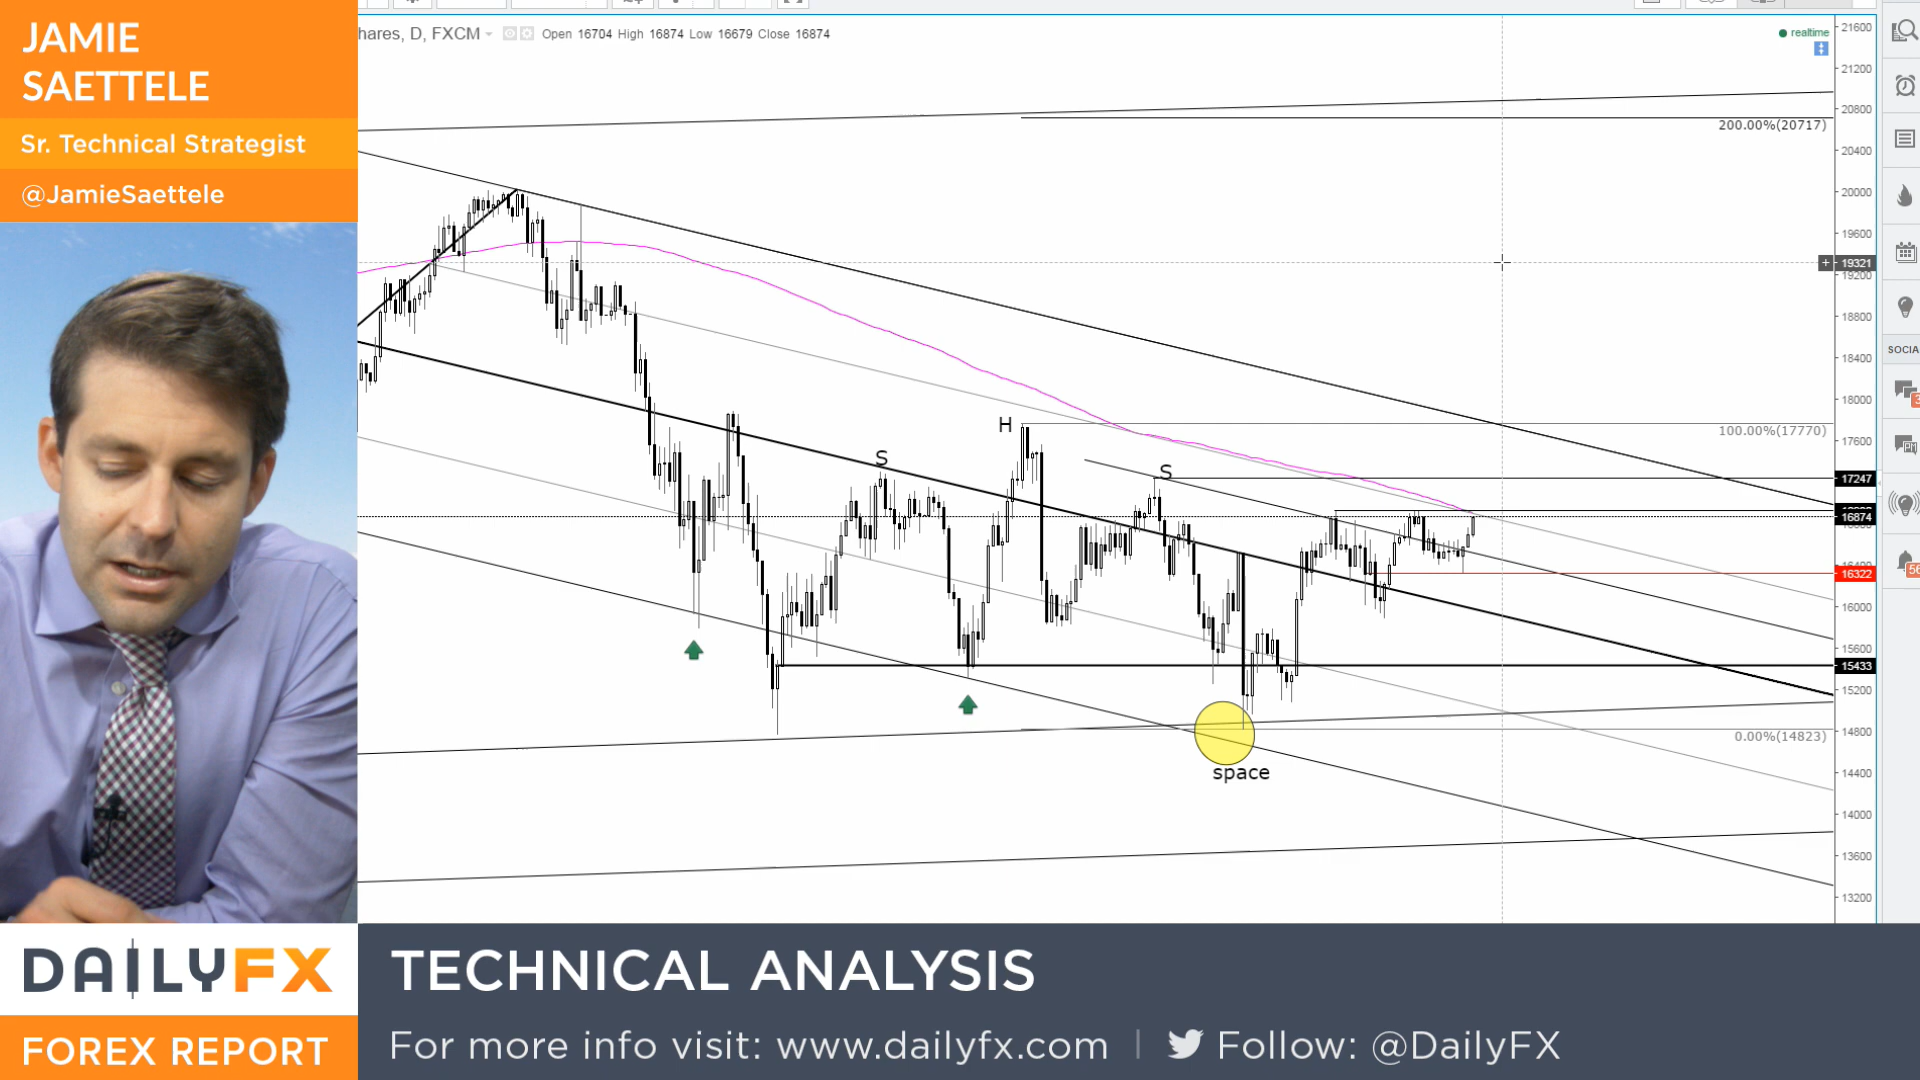 JAMIE
SAETTELE
Sr. Technical Strategist
@JamieSaettele
hares, D, FXCM
Open 16704 High 16874 Low 16679 Close 16874
realtime
21600
21200
20800
200.00%(20717)
20400
20000
19600
+ 19321
19200
18800
18400
18000
H
100.00%(17770)
17600
S
S
17247
16874
16322
16000
15600
15433
15200
14800
0.00%(14823)
space
14400
14000
13600
13200
SOCIA
3
56
DAILYFX
FOREX REPORT
TECHNICAL ANALYSIS
For more info visit: www.dailyfx.com | Follow: @DailyFX